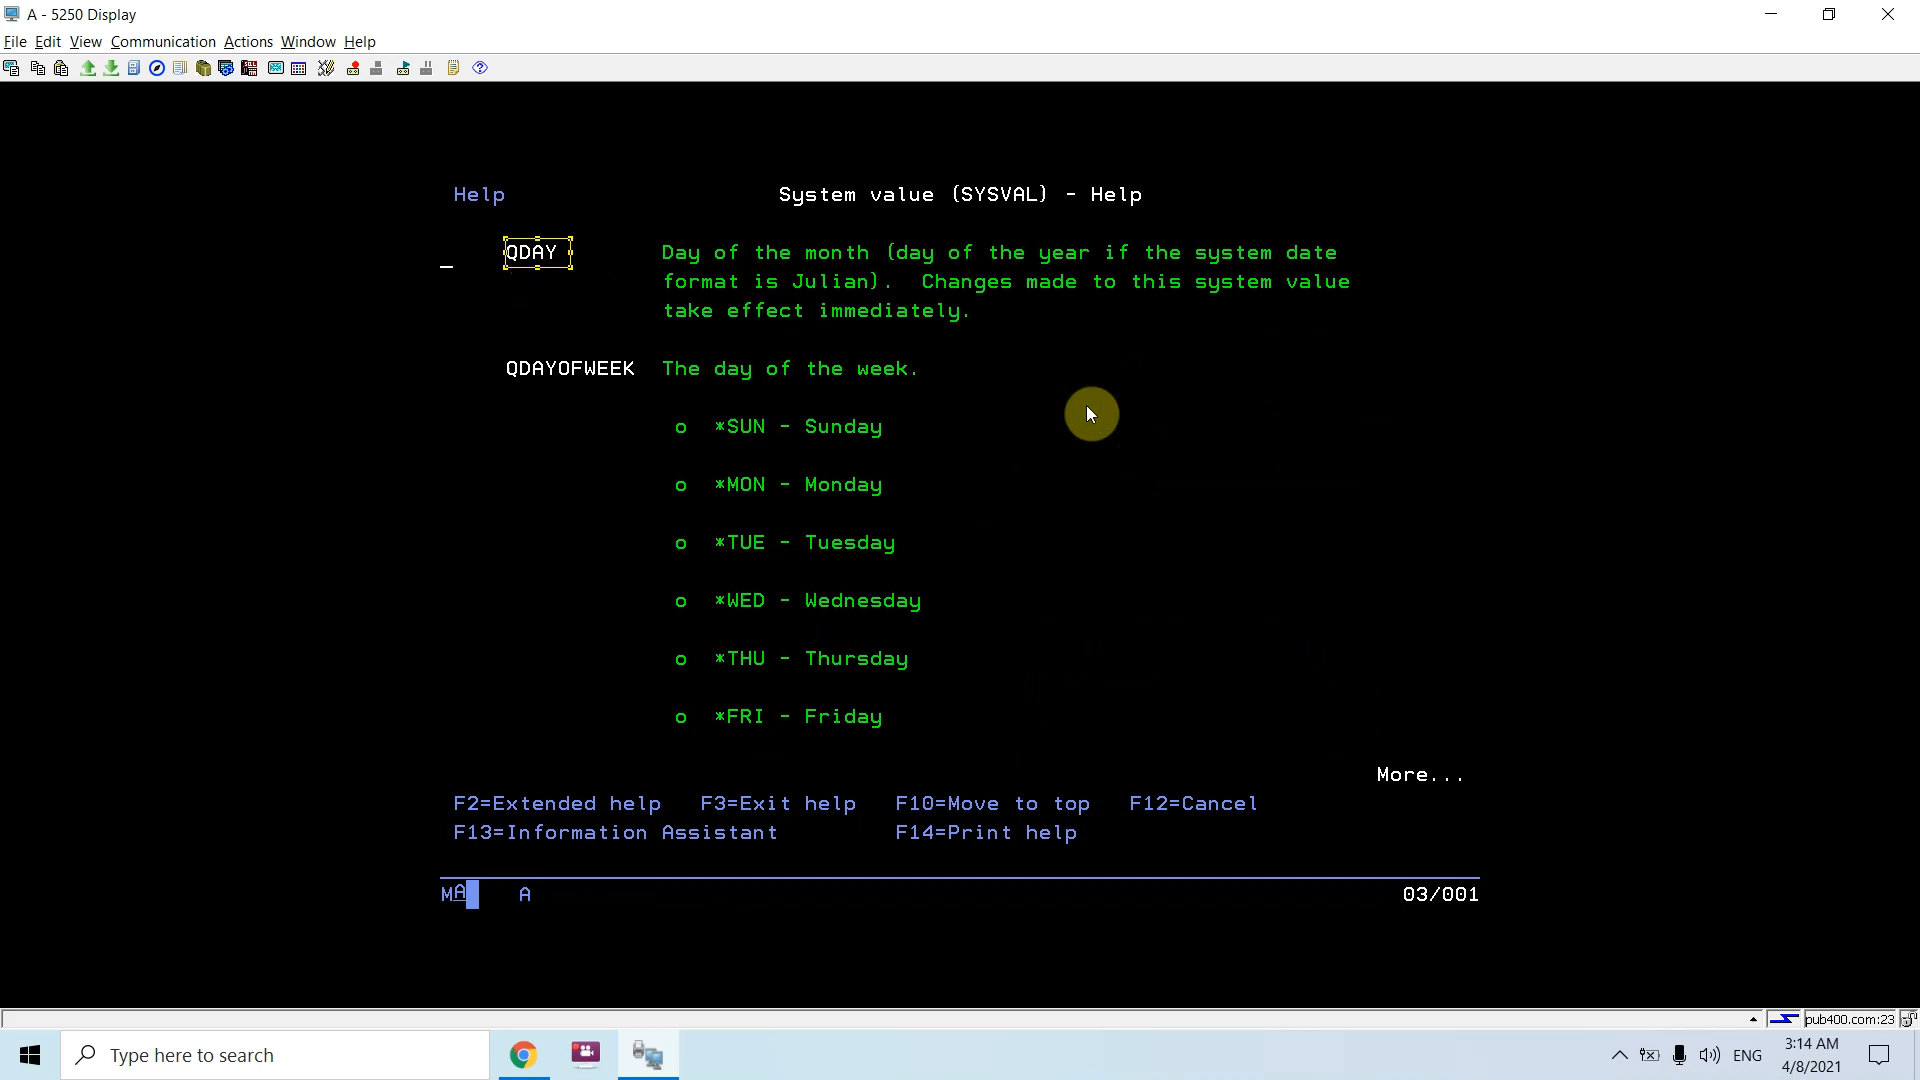 A - 5250 Display
File Edit View Communication Actions Window Help
Help System value (SYSVAL) - Help
QDAY Day of the month (day of the year if the system date
format is Julian). Changes made to this system value
take effect immediately.
QDAYOFWEEK The day of the week.
o *SUN - Sunday
o *MON - Monday
o *TUE - Tuesday
o *WED - Wednesday
o *THU - Thursday
o *FRI - Friday
More...
F2=Extended help F3=Exit help F10=Move to top F12=Cancel
F13=Information Assistant F14=Print help
MA A 03/001
pub400.com:23
Type here to search
ENG
3:14 AM
4/8/2021